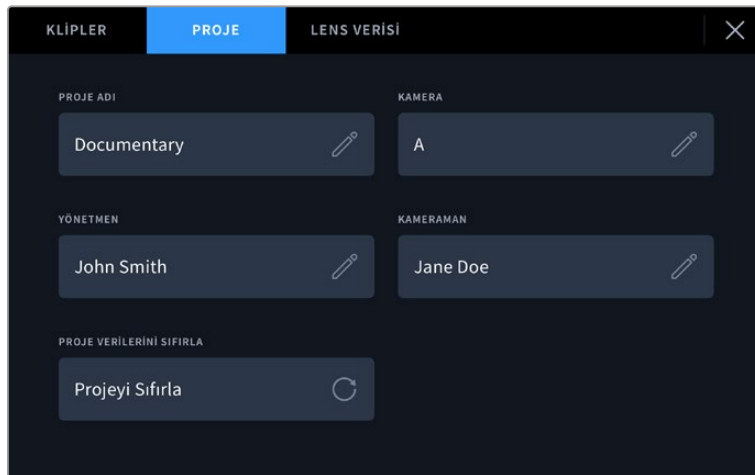 KLİPLER PROJE LENS VERİSİ
PROJE ADI KAMERA
Documentary A
YÖNETMEN KAMERAMAN
John Smith Jane Doe
PROJE VERİLERİNİ SIFIRLA
Projeyi Sıfırla